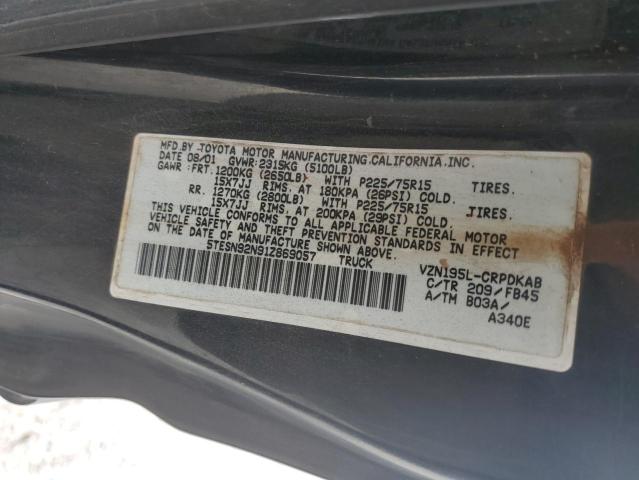 MFD.BY TOYOTA MOTOR MANUFACTURING,CALIFORNIA,INC.
DATE 08/01 GVWR:2315KG (5100LB)
GAWR : FRT.1200KG (2650LB) WITH P225/75R15 TIRES.
15X7JJ RIMS, AT 180KPA (26PSI) COLD.
RR. 1270KG (2800LB) WITH P225/75R15 TIRES.
15X7JJ RIMS, AT 200KPA (29PSI) COLD.
THIS VEHICLE CONFORMS TO ALL APPLICABLE FEDERAL MOTOR
VEHICLE SAFETY AND THEFT PREVENTION STANDARDS IN EFFECT
ON THE DATE OF MANUFACTURE SHOWN ABOVE.
5TESN92N91Z869057 TRUCK
VZN195L-CRPDKAB
C/TR 209/FB45
A/TM B03A/
A340E